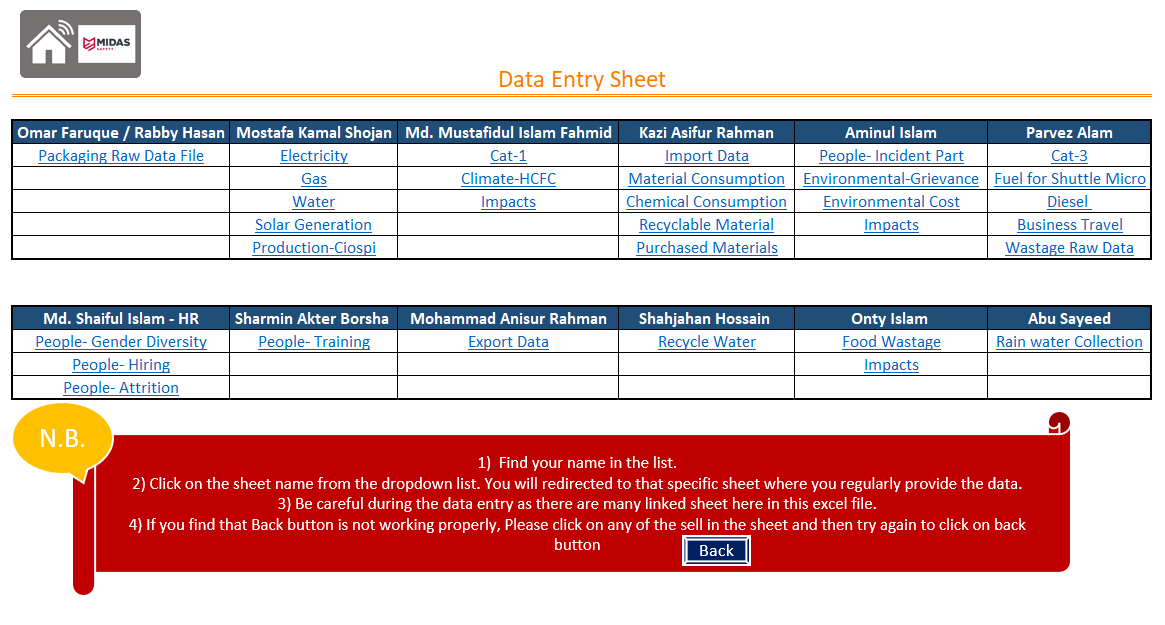 MIDAS
SAFETY
Data Entry Sheet
Omar Faruque / Rabby Hasan Mostafa Kamal Shojan Md. Mustafidul Islam Fahmid Kazi Asifur Rahman Aminul Islam Parvez Alam
Packaging Raw Data File Electricity Cat-1 Import Data People- Incident Part Cat-3
Gas Climate-HCFC Material Consumption Environmental-Grievance Fuel for Shuttle Micro
Water Impacts Chemical Consumption Environmental Cost Diesel
Solar Generation Recyclable Material Impacts Business Travel
Production-Ciospi Purchased Materials Wastage Raw Data
Md. Shaiful Islam - HR Sharmin Akter Borsha Mohammad Anisur Rahman Shahjahan Hossain Onty Islam Abu Sayeed
People- Gender Diversity People- Training Export Data Recycle Water Food Wastage Rain water Collection
People- Hiring Impacts
People- Attrition
N.B.
1) Find your name in the list.
2) Click on the sheet name from the dropdown list. You will redirected to that specific sheet where you regularly provide the data.
3) Be careful during the data entry as there are many linked sheet here in this excel file.
4) If you find that Back button is not working properly, Please click on any of the sell in the sheet and then try again to click on back
button
Back